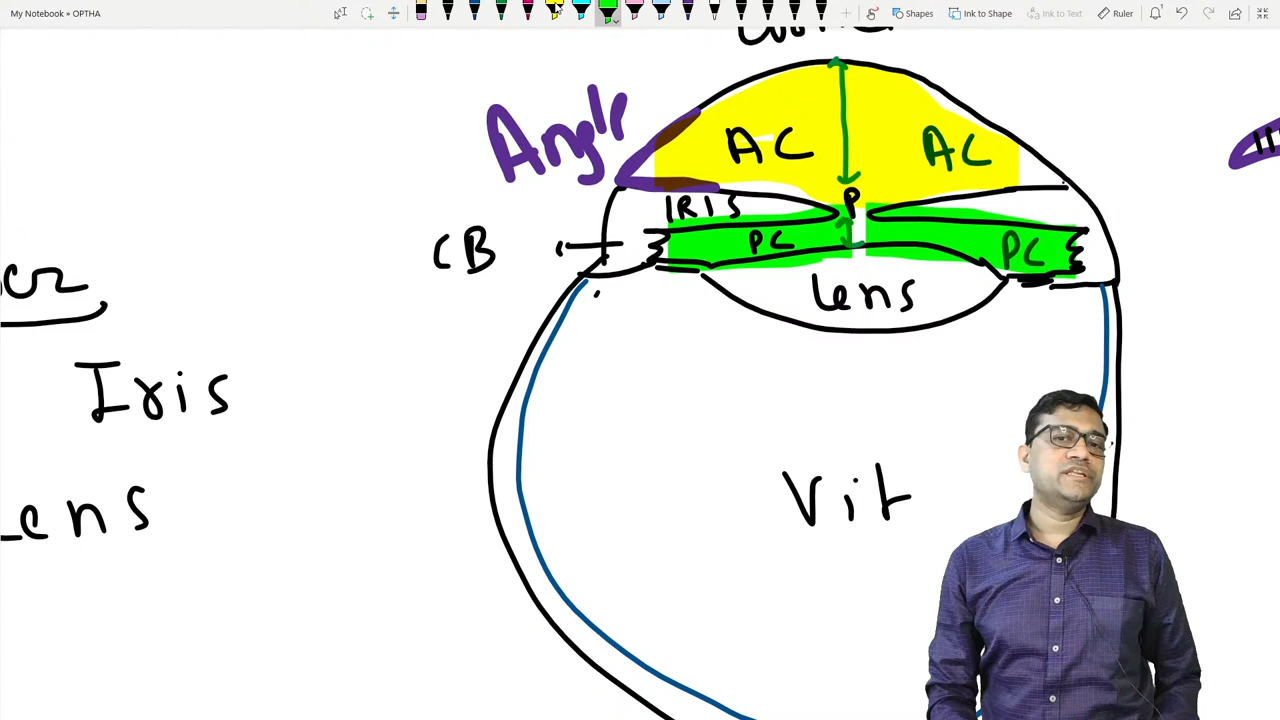 My Notebook » OPTHA
Shapes
Ink to Shape
Ink to Text
Ruler
Angle
AC
AC
P
IRIS
PC
PC
CB
Lens
Iris
Lens
Vit